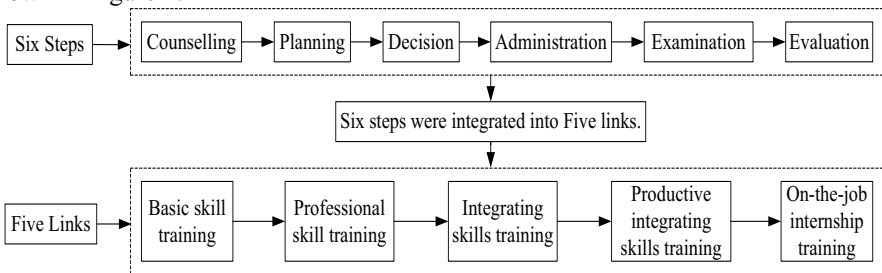 Six Steps
Counselling
Planning
Decision
Administration
Examination
Evaluation
Six steps were integrated into Five links.
Five Links
Basic skill
training
Professional
skill training
Integrating
skills training
Productive
integrating
skills training
On-the-job
internship
training